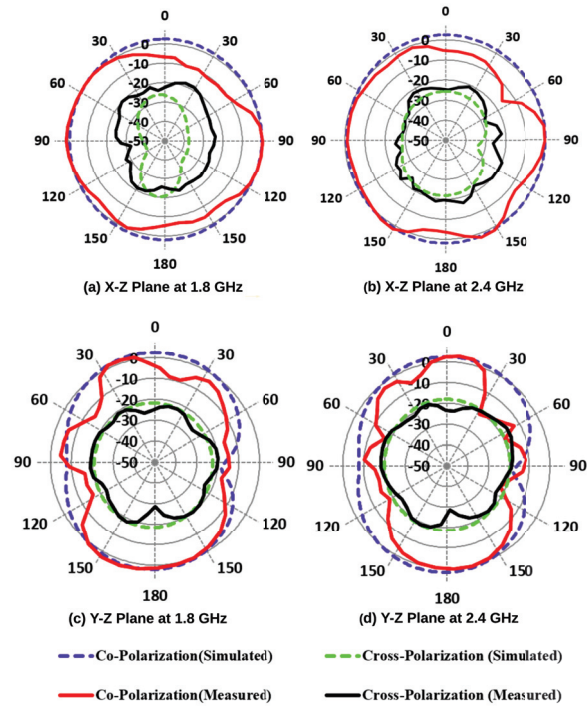 0
30 0 30
-10
60 -20 60
-30
-40
90 -50 90
120 120
150 150
180
(a) X-Z Plane at 1.8 GHz
0
30 0 30
-10
60 -20 60
-30
-40
90 -50 90
120 120
150 150
180
(b) X-Z Plane at 2.4 GHz
0
30 0 30
-10
60 -20 60
-30
-40
90 -50 90
120 120
150 150
180
(c) Y-Z Plane at 1.8 GHz
0
30 0 30
-10
60 -20 60
-30
-40
90 -50 90
120 120
150 150
180
(d) Y-Z Plane at 2.4 GHz
Co-Polarization(Simulated) Cross-Polarization (Simulated)
Co-Polarization(Measured) Cross-Polarization (Measured)